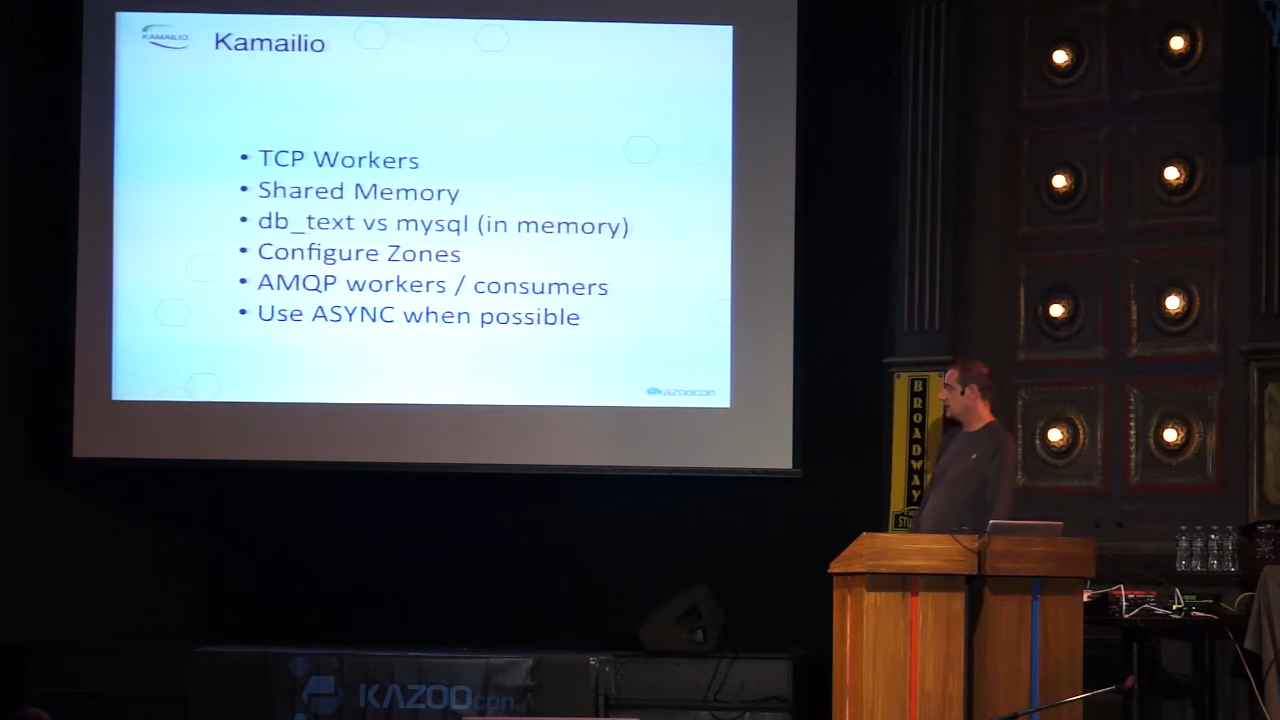 KAMAILIO
Kamailio
• TCP Workers
• Shared Memory
• db_text vs mysql (in memory)
• Configure Zones
• AMQP workers / consumers
• Use ASYNC when possible
@kazoocon
BROADWAY
KAZOOcon